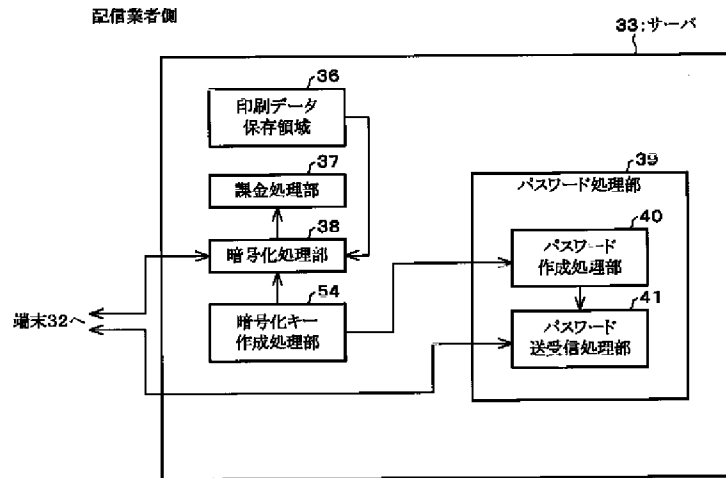 配信業者側
33:サーバ
36
印刷データ
保存領域
37
課金処理部
38
暗号化処理部
54
暗号化キー
作成処理部
端末32へ
39
パスワード処理部
40
パスワード
作成処理部
41
パスワード
送受信処理部